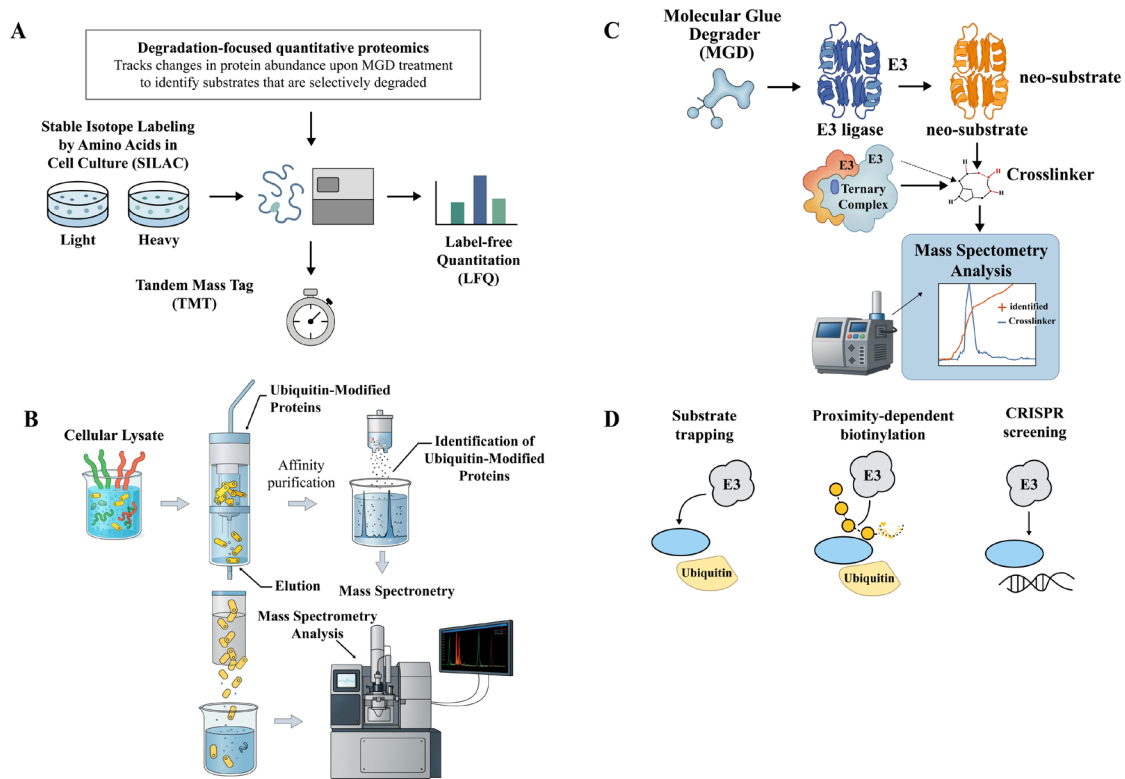 A
Degradation-focused quantitative proteomics
Tracks changes in protein abundance upon MGD treatment
to identify substrates that are selectively degraded
Stable Isotope Labeling
by Amino Acids in
Cell Culture (SILAC)
Light
Heavy
Label-free
Quantitation
(LFQ)
Tandem Mass Tag
(TMT)
B
Cellular Lysate
Ubiquitin-Modified
Proteins
Affinity
purification
Identification of
Ubiquitin-Modified
Proteins
Elution
Mass Spectronetry
Mass Spectrometry
Analysis
C
Molecular Glue
Degrader
(MGD)
E3
E3 ligase
neo-substrate
neo-substrate
E3
E3
Ternary
Complex
H
H
H
H
Crosslinker
Mass Spectometry
Analysis
identified
Crosslinker
D
Substrate
trapping
E3
Ubiquitin
Proximity-dependent
biotinylation
E3
Ubiquitin
CRISPR
screening
E3